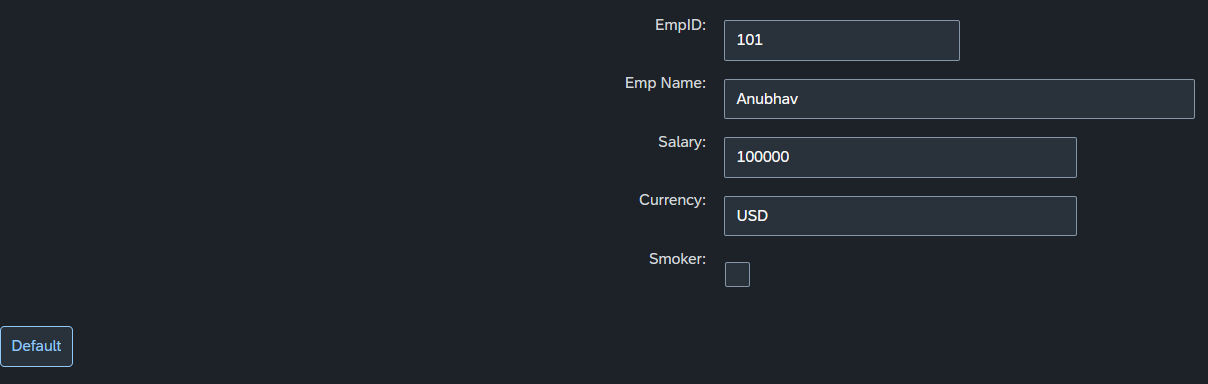 EmpID: 101
Emp Name: Anubhav
Salary: 100000
Currency: USD
Smoker:
Default